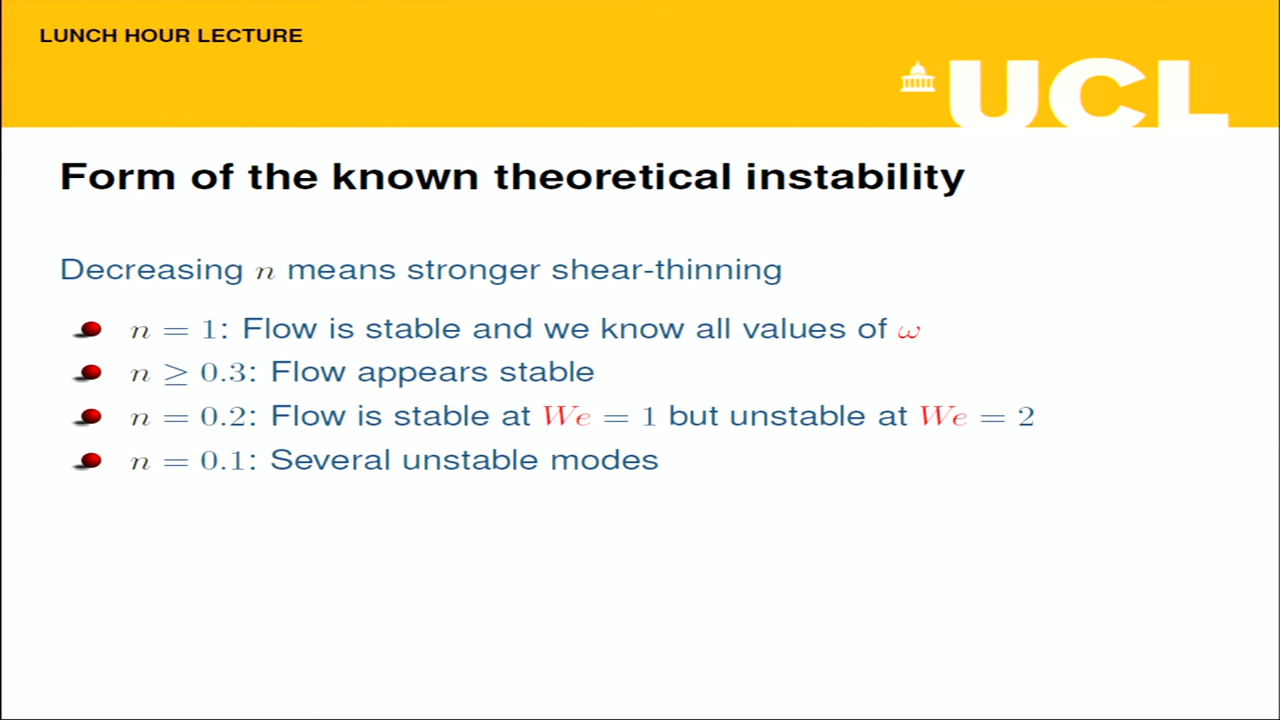 LUNCH HOUR LECTURE
UCL
Form of the known theoretical instability
Decreasing n means stronger shear-thinning
n = 1: Flow is stable and we know all values of ω
n ≥ 0.3: Flow appears stable
n = 0.2: Flow is stable at We = 1 but unstable at We = 2
n = 0.1: Several unstable modes